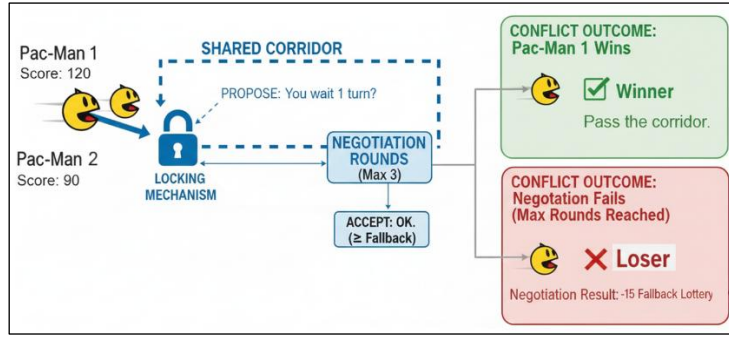 Pac-Man 1
Score: 120
Pac-Man 2
Score: 90
SHARED CORRIDOR
PROPOSE: You wait 1 turn?
LOCKING
MECHANISM
NEGOTIATION
ROUNDS
(Max 3)
ACCEPT: OK.
(≥ Fallback)
CONFLICT OUTCOME:
Pac-Man 1 Wins
Winner
Pass the corridor.
CONFLICT OUTCOME:
Negotation Fails
(Max Rounds Reached)
Loser
Negotiation Result: -15 Fallback Lottery